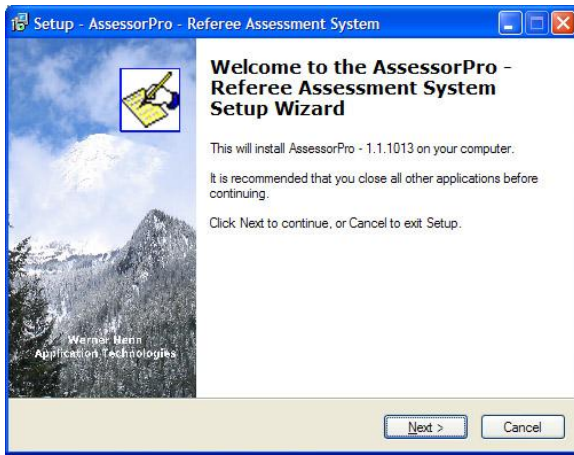 Setup - AssessorPro - Referee Assessment System
Welcome to the AssessorPro -
Referee Assessment System
Setup Wizard
This will install AssessorPro - 1.1.1013 on your computer.
It is recommended that you close all other applications before
continuing.
Click Next to continue, or Cancel to exit Setup.
Werner Henn
Application Technologies
Next >
Cancel